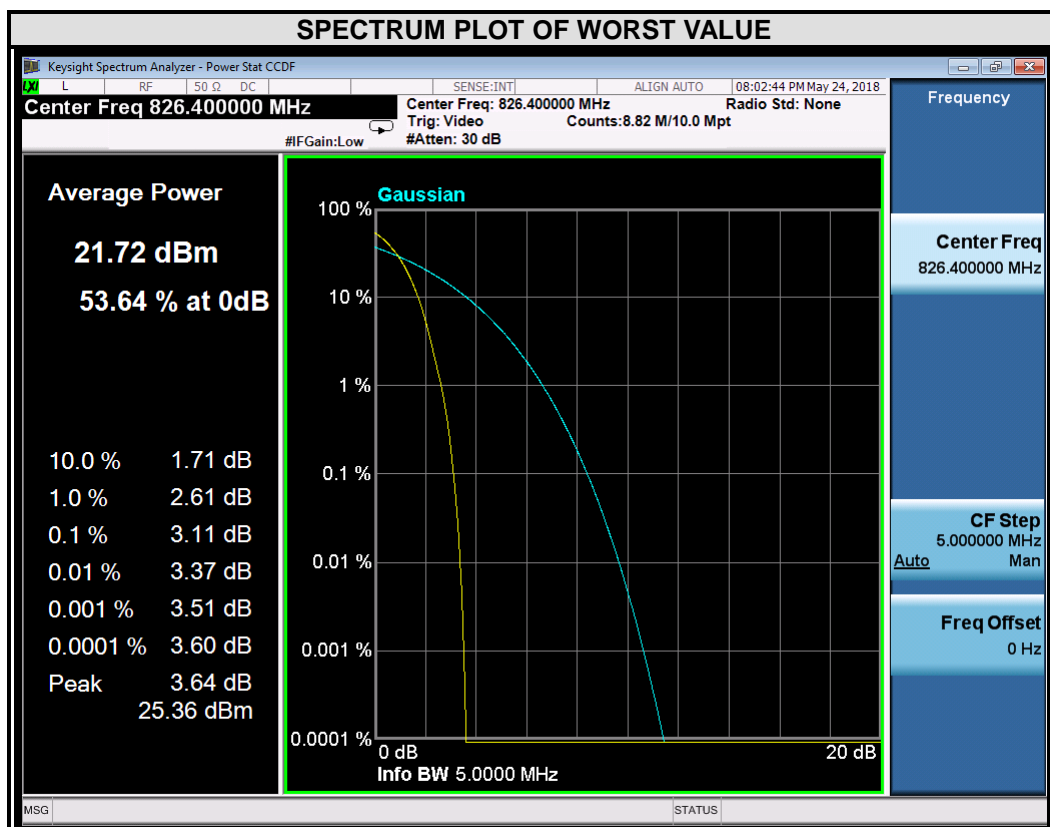 SPECTRUM PLOT OF WORST VALUE
Keysight Spectrum Analyzer - Power Stat CCDF
LXI L RF 50 Ω DC SENSE:INT ALIGN AUTO 08:02:44 PM May 24, 2018
Center Freq 826.400000 MHz
Center Freq: 826.400000 MHz Radio Std: None
Trig: Video Counts:8.82 M/10.0 Mpt
#IFGain:Low #Atten: 30 dB
Average Power
21.72 dBm
53.64 % at 0dB
10.0 % 1.71 dB
1.0 % 2.61 dB
0.1 % 3.11 dB
0.01 % 3.37 dB
0.001 % 3.51 dB
0.0001 % 3.60 dB
Peak 3.64 dB
25.36 dBm
Gaussian
100 %
10 %
1 %
0.1 %
0.01 %
0.001 %
0.0001 %
0 dB 20 dB
Info BW 5.0000 MHz
Frequency
Center Freq
826.400000 MHz
CF Step
5.000000 MHz
Auto Man
Freq Offset
0 Hz
MSG STATUS